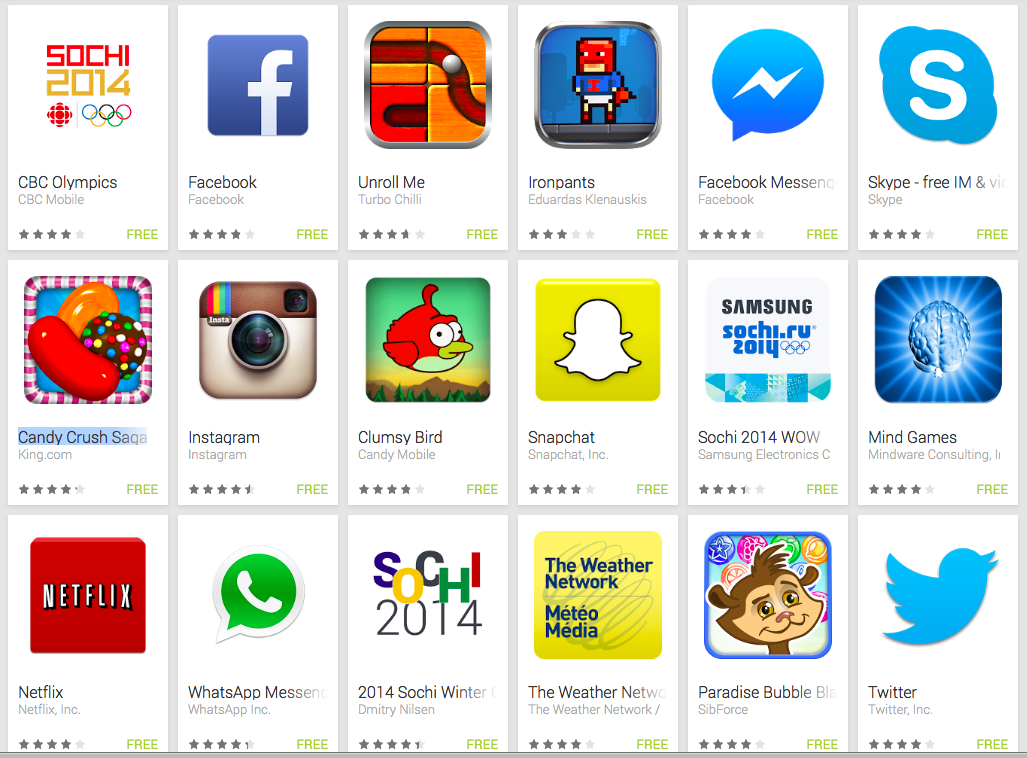 SOCHI
2014
CBC Olympics
CBC Mobile
FREE
f
Facebook
Facebook
FREE
Unroll Me
Turbo Chilli
FREE
I
Ironpants
Eduardas Klenauskis
FREE
Facebook Messeng
Facebook
FREE
S
Skype - free IM & vi
Skype
FREE
Candy Crush Saga
King.com
FREE
Insta
Instagram
Instagram
FREE
Clumsy Bird
Candy Mobile
FREE
Snapchat
Snapchat, Inc.
FREE
SAMSUNG
sochi.ru
2014
Sochi 2014 WOW
Samsung Electronics C
FREE
Mind Games
Mindware Consulting, I
FREE
NETFLIX
Netflix
Netflix, Inc.
FREE
WhatsApp Messen
WhatsApp Inc.
FREE
SOCHI
2014
2014 Sochi Winter
Dmitry Nilsen
FREE
The Weather
Network
Météo
Média
The Weather Netwo
The Weather Network /
FREE
Paradise Bubble Bla
SibForce
FREE
Twitter
Twitter, Inc.
FREE